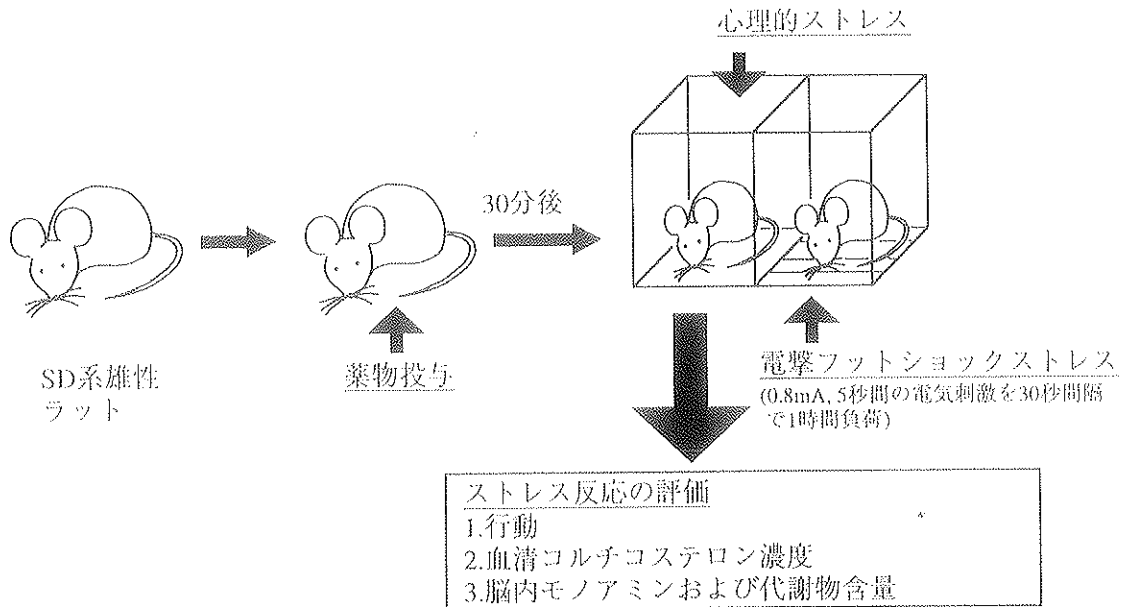 心理的ストレス
30分後
SD系雄性
ラット
薬物投与
電撃フットショックストレス
(0.8mA, 5秒間の電気刺激を30秒間隔
で1時間負荷)
ストレス反応の評価
1.行動
2.血清コルチコステロン濃度
3.脳内モノアミンおよび代謝物含量